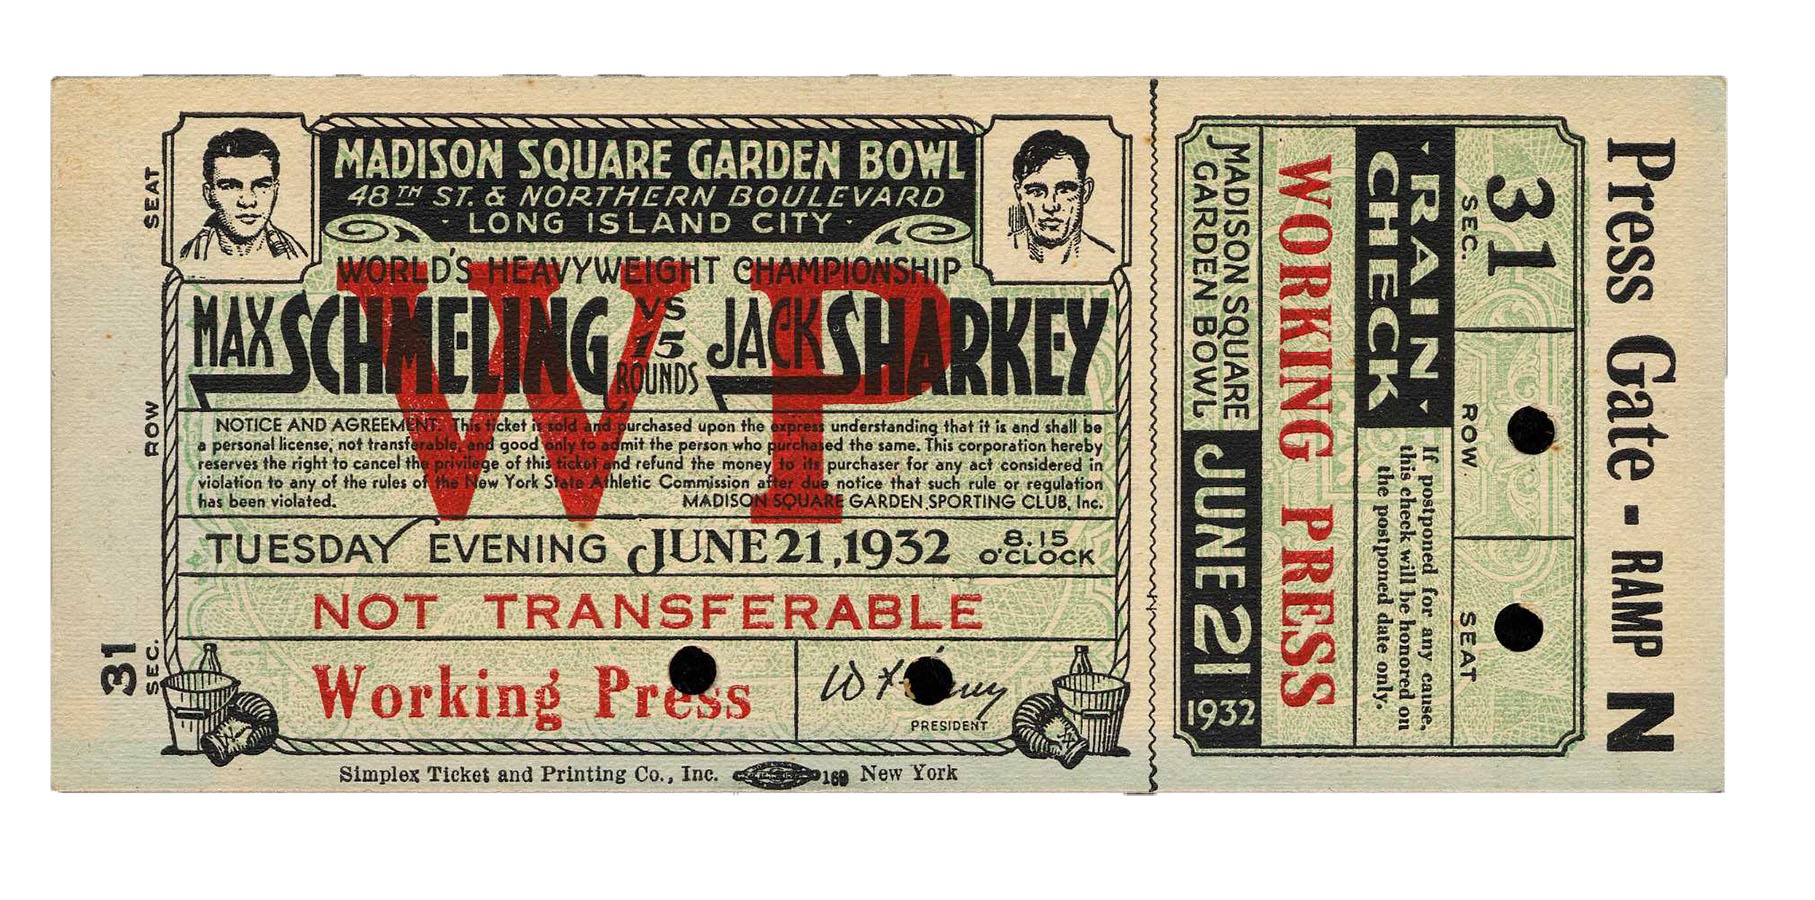 SEAT
ROW
SEC.
31
MADISON SQUARE GARDEN BOWL
48TH ST. & NORTHERN BOULEVARD
· LONG ISLAND CITY ·
WORLD'S HEAVYWEIGHT CHAMPIONSHIP
MAX SCHMELING VS JACK SHARKEY
15
ROUNDS
WP
NOTICE AND AGREEMENT. This ticket is sold and purchased upon the express understanding that it is and shall be
a personal license, not transferable, and good only to admit the person who purchased the same. This corporation hereby
reserves the right to cancel the privilege of this ticket and refund the money to its purchaser for any act considered in
violation to any of the rules of the New York State Athletic Commission after due notice that such rule or regulation
has been violated. MADISON SQUARE GARDEN SPORTING CLUB, Inc.
TUESDAY EVENING JUNE 21, 1932 8.15
O'CLOCK
NOT TRANSFERABLE
Working Press
PRESIDENT
Simplex Ticket and Printing Co., Inc. 169 New York
MADISON SQUARE
GARDEN BOWL
JUNE 21
1932
WORKING PRESS
· RAIN ·
CHECK
If postponed for any cause,
this check will be honored on
the postponed date only.
31
SEC.
ROW
SEAT
Press Gate - RAMP N